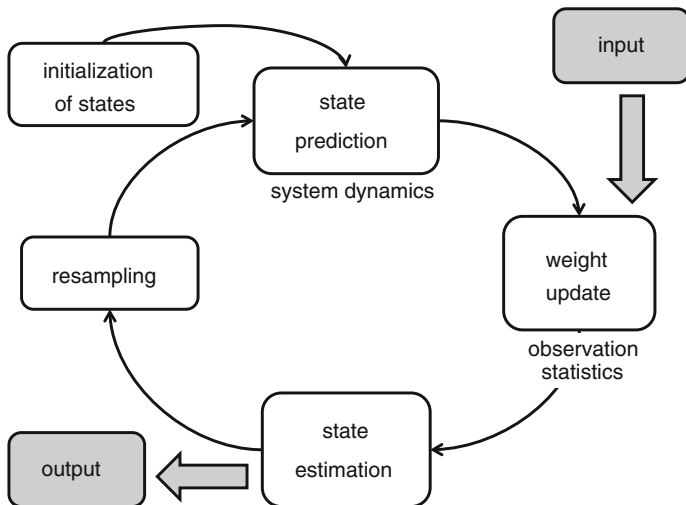 initialization
of states
state
prediction
system dynamics
input
weight
update
observation
statistics
state
estimation
output
resampling